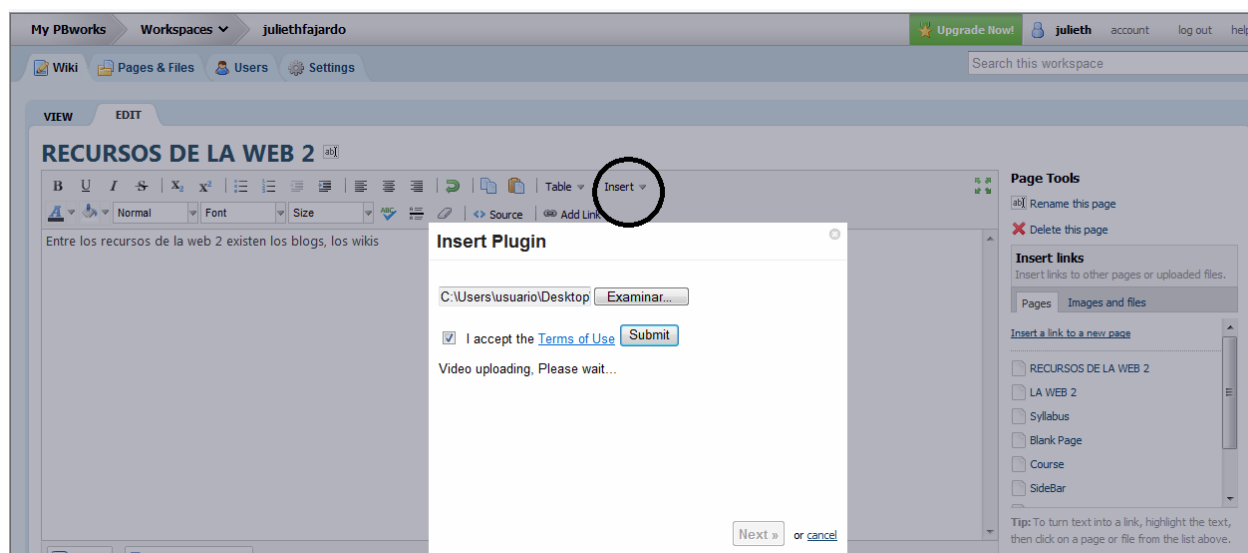 My PBworks Workspaces juliethfajardo Upgrade Now! julieth account log out help
Wiki Pages & Files Users Settings Search this workspace
VIEW EDIT
RECURSOS DE LA WEB 2 ab
B U I S X₂ X² Table Insert
A Normal Font Size ABC Source Add Link
Entre los recursos de la web 2 existen los blogs, los wikis
Insert Plugin
C:\Users\usuario\Desktop Examinar...
I accept the Terms of Use Submit
Video uploading, Please wait...
Next » or cancel
Page Tools
ab Rename this page
Delete this page
Insert links
Insert links to other pages or uploaded files.
Pages Images and files
Insert a link to a new page
RECURSOS DE LA WEB 2
LA WEB 2
Syllabus
Blank Page
Course
SideBar
Tip: To turn text into a link, highlight the text,
then click on a page or file from the list above.